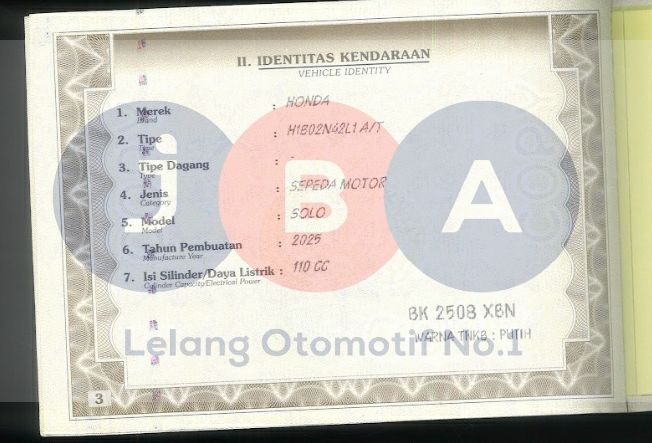 II. IDENTITAS KENDARAAN
VEHICLE IDENTITY
1. Merek : HONDA
Brand
2. Tipe : H1B02N42L1 A/T
Type
3. Tipe Dagang : -
Type
4. Jenis : SEPEDA MOTOR
Category
5. Model : SOLO
Model
6. Tahun Pembuatan : 2025
Manufacture Year
7. Isi Silinder/Daya Listrik : 110 CC
Cylinder Capacity/Electrical Power
J B A
BK 2508 XBN
WARNA TNKB : PUTIH
Lelang Otomotif No.1
3